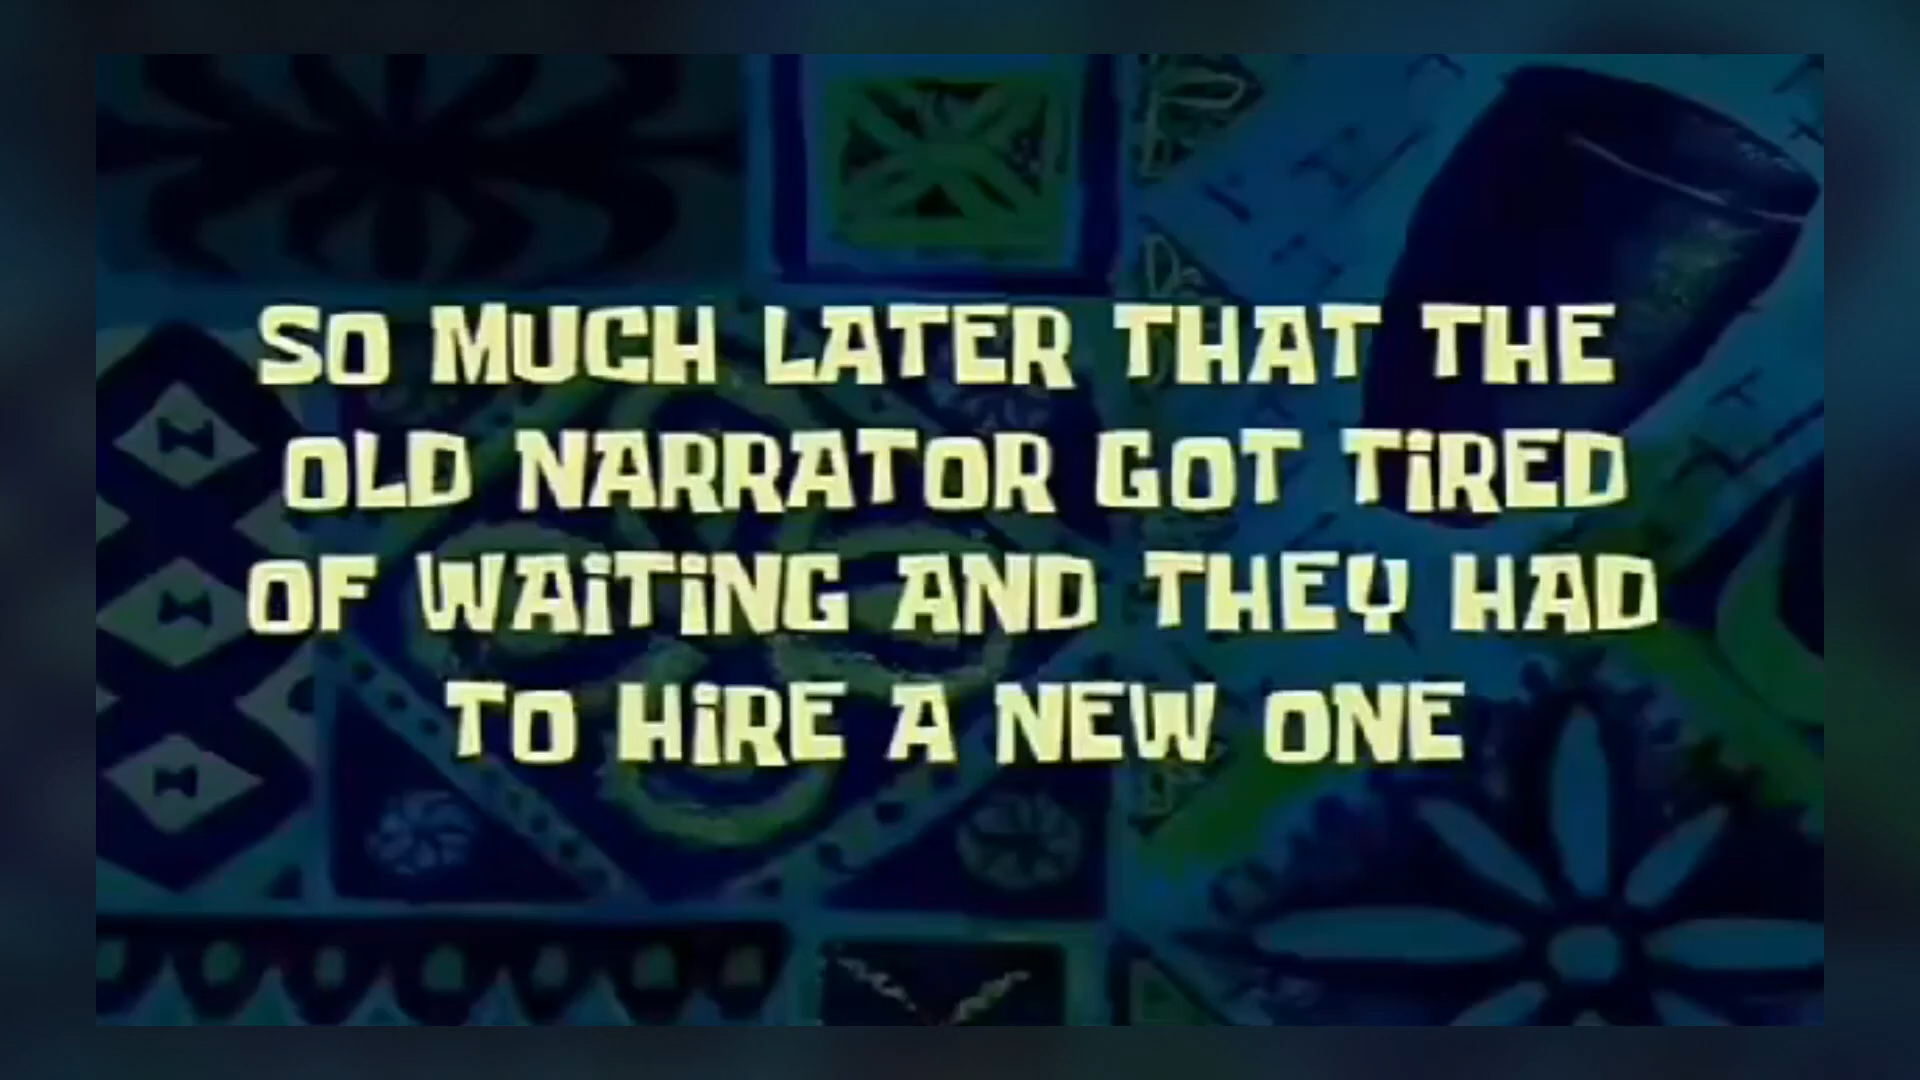 SO MUCH LATER THAT THE
OLD NARRATOR GOT TiRED
OF WAiTiNG AND THEY HAD
TO HiRE A NEW ONE